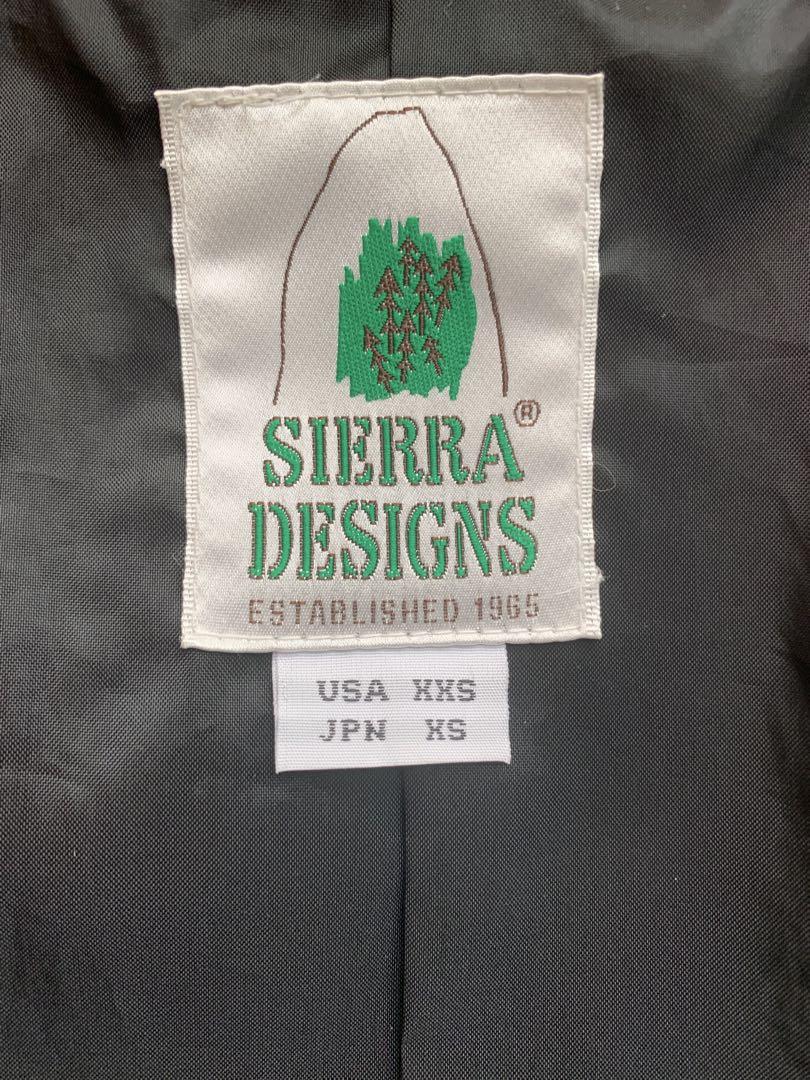 SIERRA®
DESIGNS
ESTABLISHED 1965
USA XXS
JPN XS